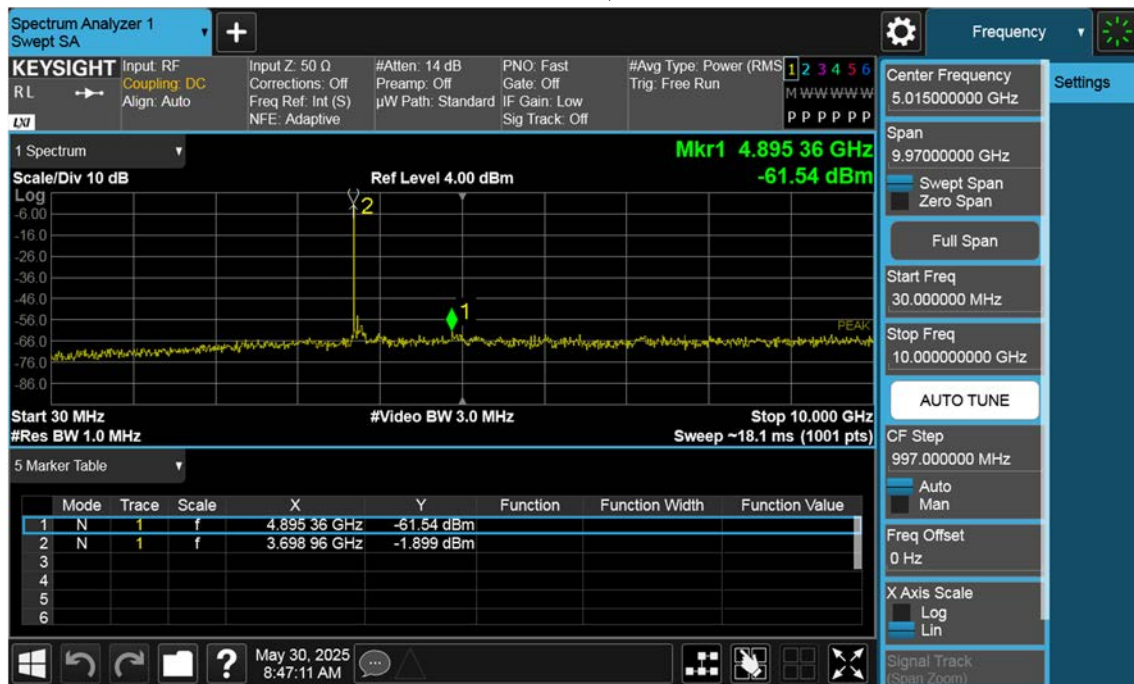 Spectrum Analyzer 1
Swept SA
+
Frequency
KEYSIGHT
RL
LXI
Input: RF
Coupling: DC
Align: Auto
Input Z: 50 Ω
Corrections: Off
Freq Ref: Int (S)
NFE: Adaptive
#Atten: 14 dB
Preamp: Off
µW Path: Standard
PNO: Fast
Gate: Off
IF Gain: Low
Sig Track: Off
#Avg Type: Power (RMS
Trig: Free Run
1 2 3 4 5 6
M W W W W W
P P P P P P
1 Spectrum
Mkr1 4.895 36 GHz
-61.54 dBm
Scale/Div 10 dB
Ref Level 4.00 dBm
Log
-6.00
-16.0
-26.0
-36.0
-46.0
-56.0
-66.0
-76.0
-86.0
2
1
PEAK
Start 30 MHz
#Video BW 3.0 MHz
Stop 10.000 GHz
#Res BW 1.0 MHz
Sweep ~18.1 ms (1001 pts)
5 Marker Table
Mode Trace Scale X Y Function Function Width Function Value
1 N 1 f 4.895 36 GHz -61.54 dBm
2 N 1 f 3.698 96 GHz -1.899 dBm
3
4
5
6
?
May 30, 2025
8:47:11 AM
Settings
Center Frequency
5.015000000 GHz
Span
9.97000000 GHz
Swept Span
Zero Span
Full Span
Start Freq
30.000000 MHz
Stop Freq
10.000000000 GHz
AUTO TUNE
CF Step
997.000000 MHz
Auto
Man
Freq Offset
0 Hz
X Axis Scale
Log
Lin
Signal Track
(Span Zoom)